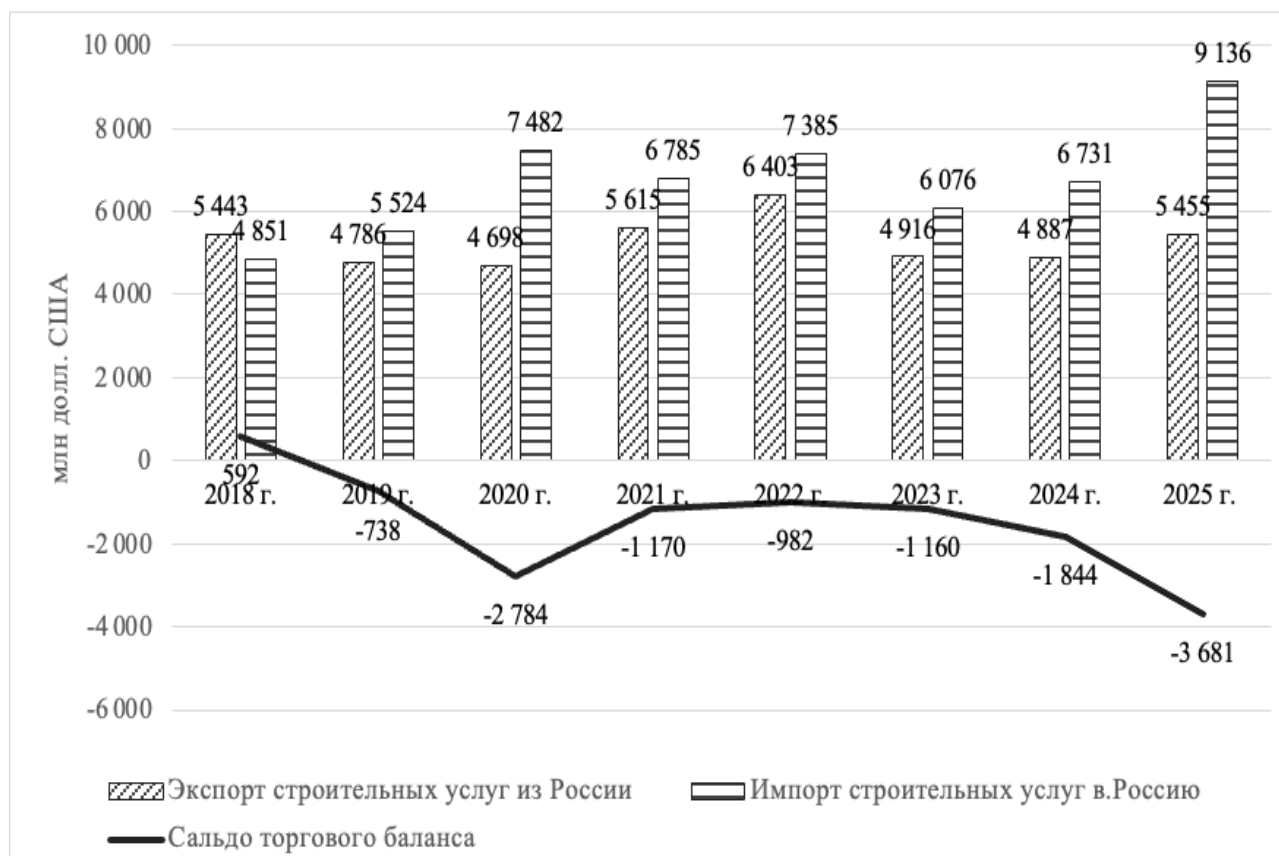 10 000
8 000
6 000
4 000
2 000
0
-2 000
-4 000
-6 000
млн долл. США
5 443
4 851
4 786
5 524
4 698
7 482
5 615
6 785
6 403
7 385
4 916
6 076
4 887
6 731
5 455
9 136
592
-738
-2 784
-1 170
-982
-1 160
-1 844
-3 681
2018 г.
2019 г.
2020 г.
2021 г.
2022 г.
2023 г.
2024 г.
2025 г.
Экспорт строительных услуг из России
Импорт строительных услуг в.Россию
Сальдо торгового баланса